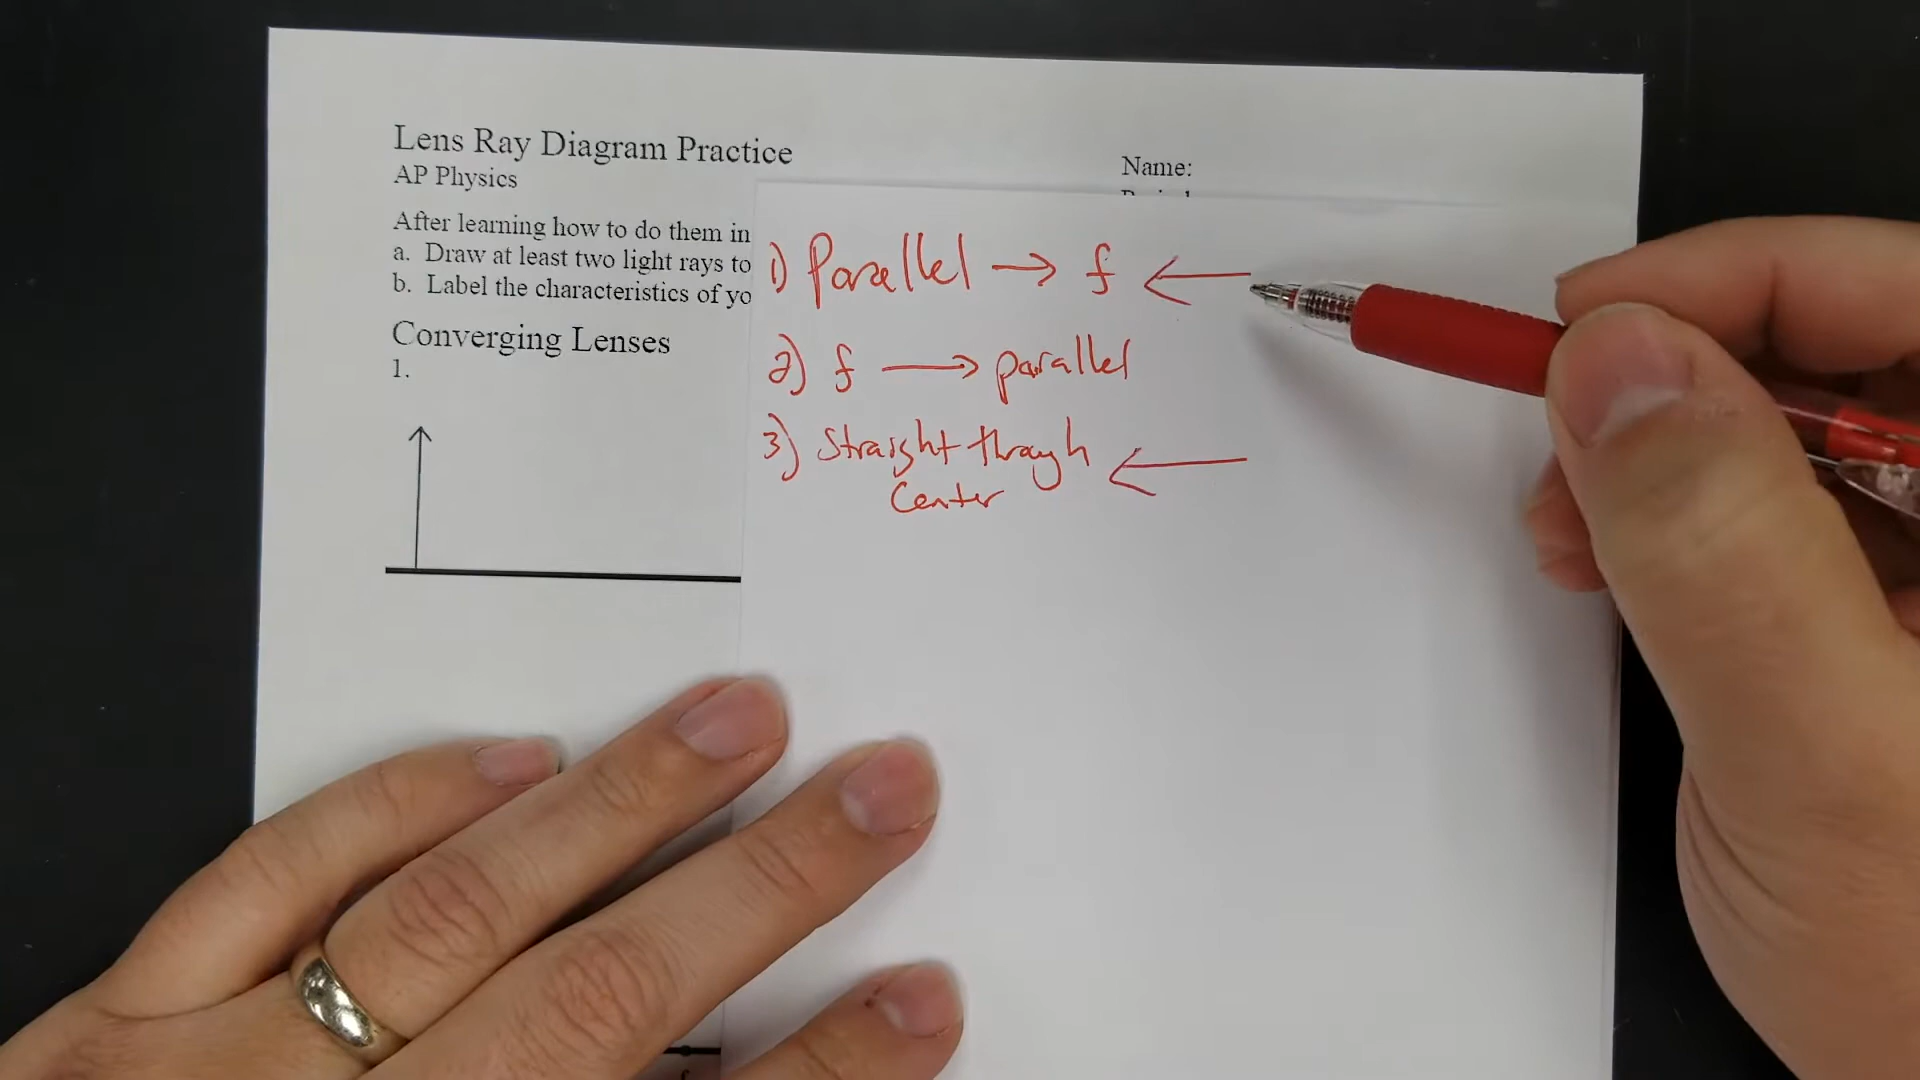 Lens Ray Diagram Practice
Name:
AP Physics
After learning how to do them in
a. Draw at least two light rays to
b. Label the characteristics of yo
Converging Lenses
1.
1) Parallel → f ←
2) f → parallel
3) Straight through ←
Center